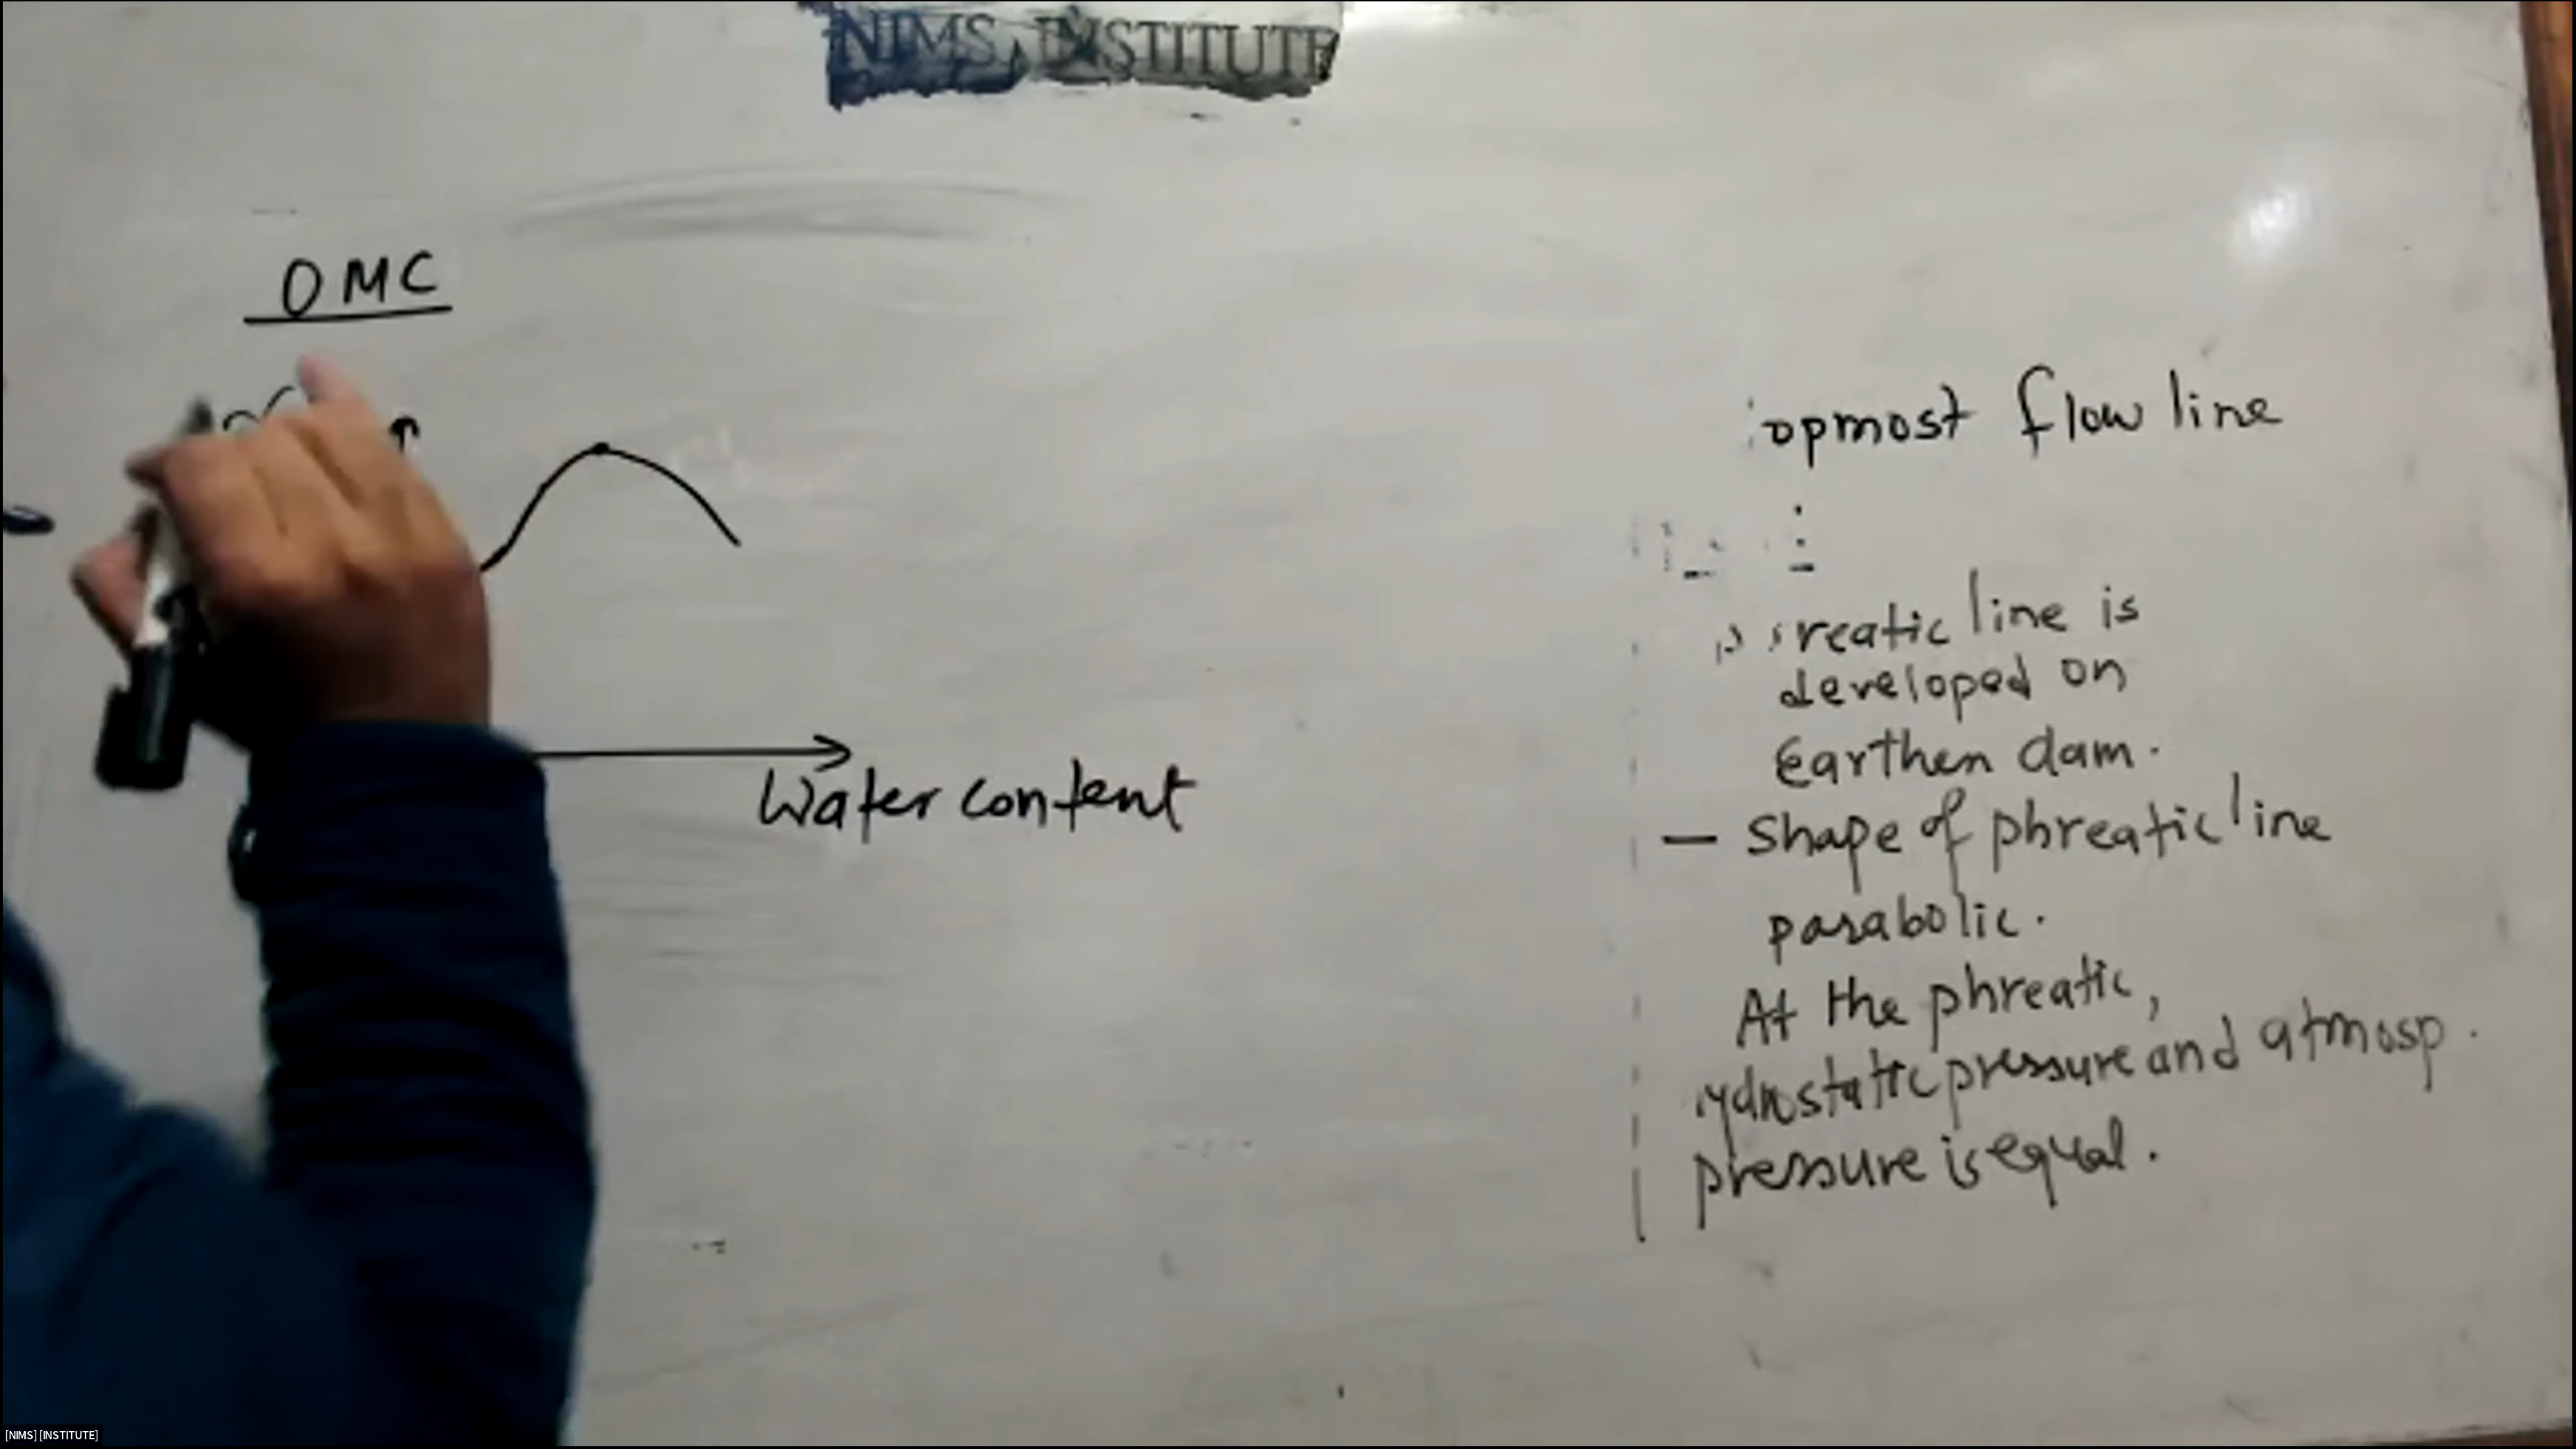 NIMS INSTITUTE
OMC
Water content
opmost flow line
reatic line is
developed on
Earthen dam.
— Shape of phreatic line
parabolic.
At the phreatic,
ydrostatic pressure and atmosp.
pressure is equal.
[NIMS] [INSTITUTE]